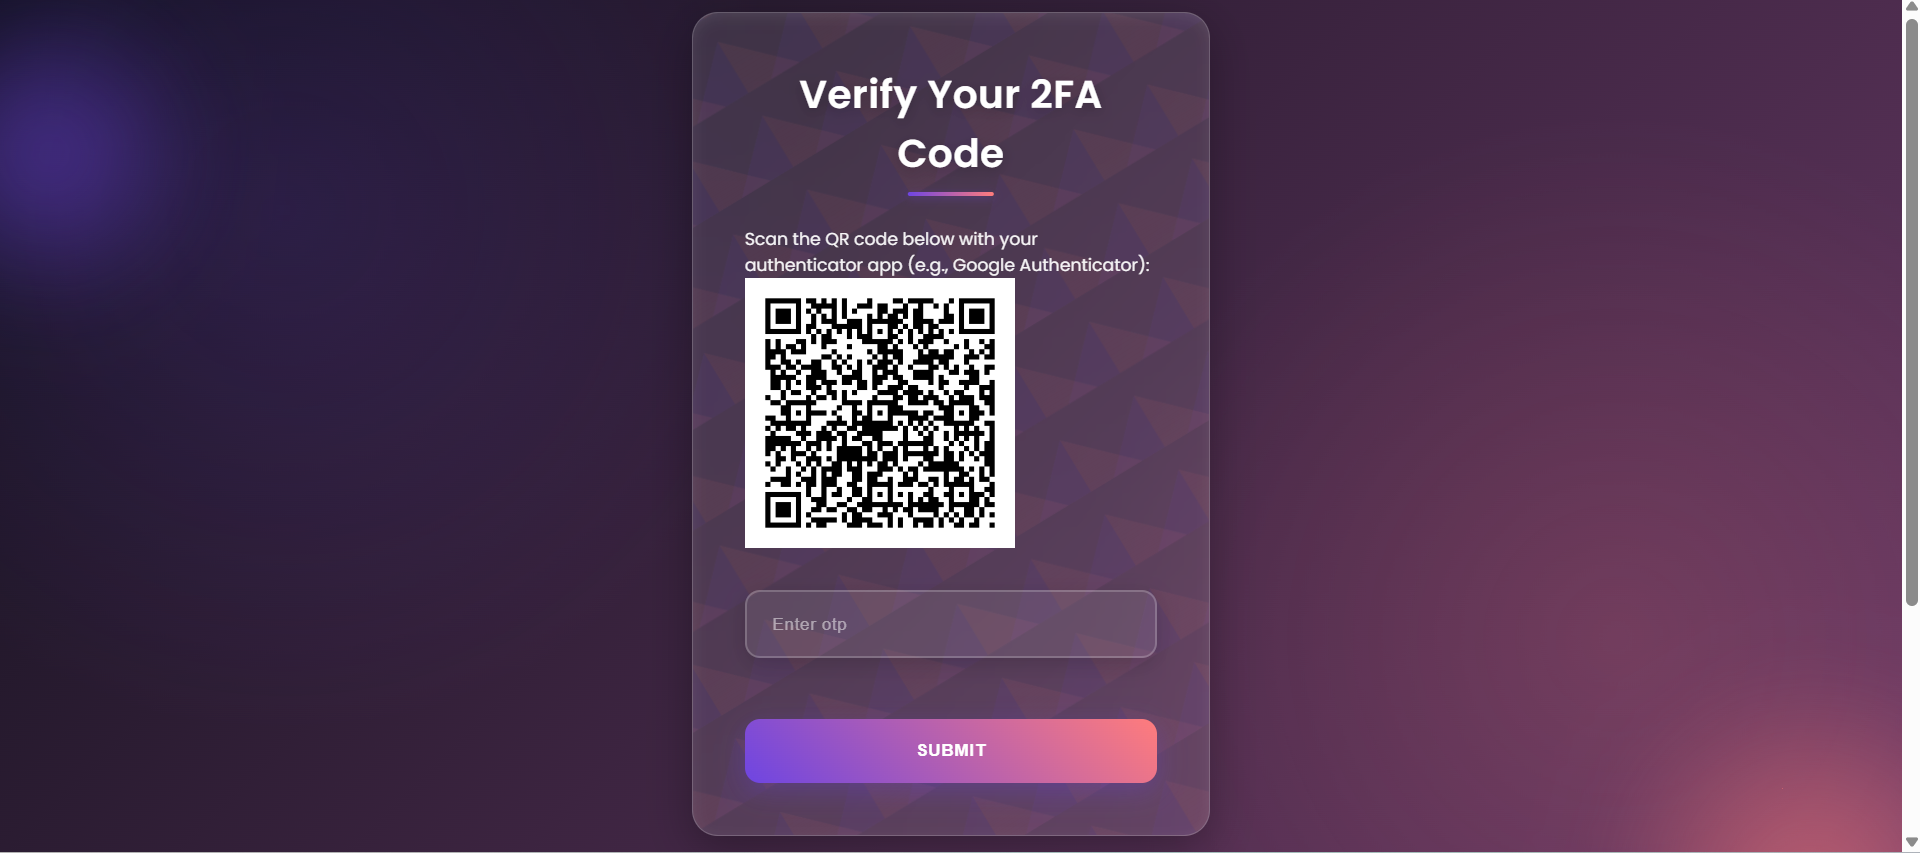 Verify Your 2FA
Code
Scan the QR code below with your
authenticator app (e.g., Google Authenticator):
Enter otp
SUBMIT